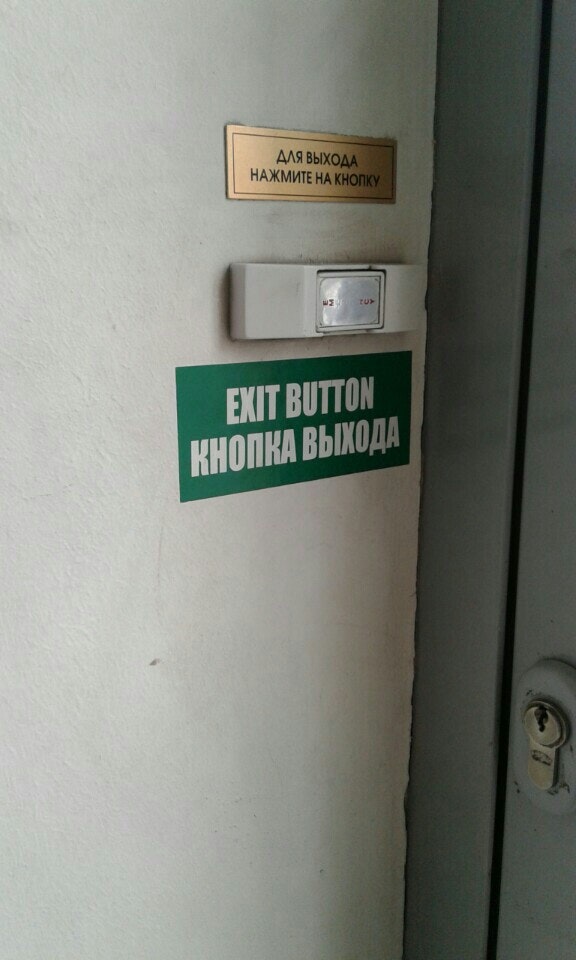 ДЛЯ ВЫХОДА
НАЖМИТЕ НА КНОПКУ
EXIT BUTTON
КНОПКА ВЫХОДА